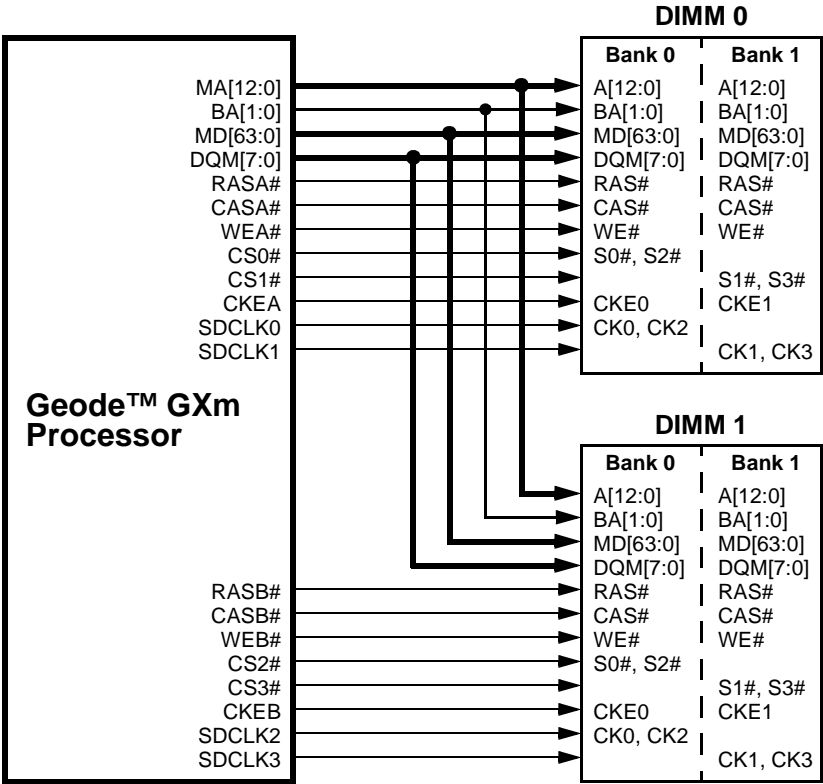 DIMM 0
Bank 0 Bank 1
MA[12:0] A[12:0] A[12:0]
BA[1:0] BA[1:0] BA[1:0]
MD[63:0] MD[63:0] MD[63:0]
DQM[7:0] DQM[7:0] DQM[7:0]
RASA# RAS# RAS#
CASA# CAS# CAS#
WEA# WE# WE#
CS0# S0#, S2#
CS1# S1#, S3#
CKEA CKE0 CKE1
SDCLK0 CK0, CK2
SDCLK1 CK1, CK3
Geode™ GXm
Processor
DIMM 1
Bank 0 Bank 1
A[12:0] A[12:0]
BA[1:0] BA[1:0]
MD[63:0] MD[63:0]
DQM[7:0] DQM[7:0]
RASB# RAS# RAS#
CASB# CAS# CAS#
WEB# WE# WE#
CS2# S0#, S2#
CS3# S1#, S3#
CKEB CKE0 CKE1
SDCLK2 CK0, CK2
SDCLK3 CK1, CK3